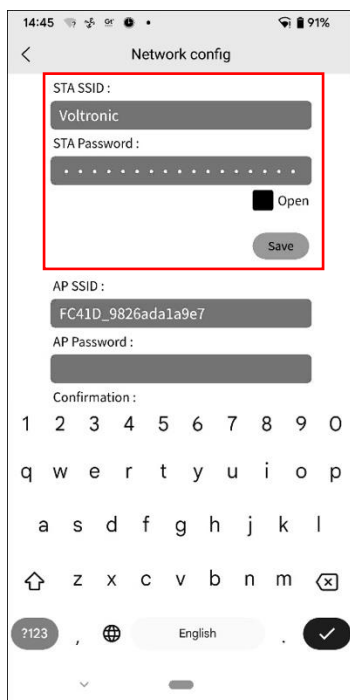 14:45 91%
Network config
STA SSID :
Voltronic
STA Password :
Open
Save
AP SSID :
FC41D_9826ada1a9e7
AP Password :
Confirmation :
1 2 3 4 5 6 7 8 9 0
q w e r t y u i o p
a s d f g h j k l
z x c v b n m
?123 , English .